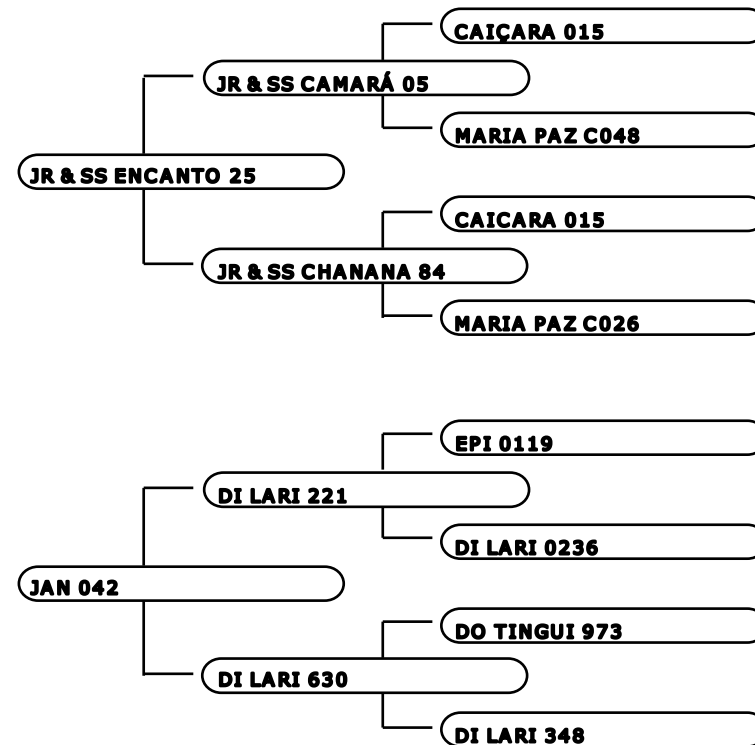 CAIÇARA 015
JR & SS CAMARÁ 05
MARIA PAZ C048
JR & SS ENCANTO 25
CAICARA 015
JR & SS CHANANA 84
MARIA PAZ C026
EPI 0119
DI LARI 221
DI LARI 0236
JAN 042
DO TINGUI 973
DI LARI 630
DI LARI 348